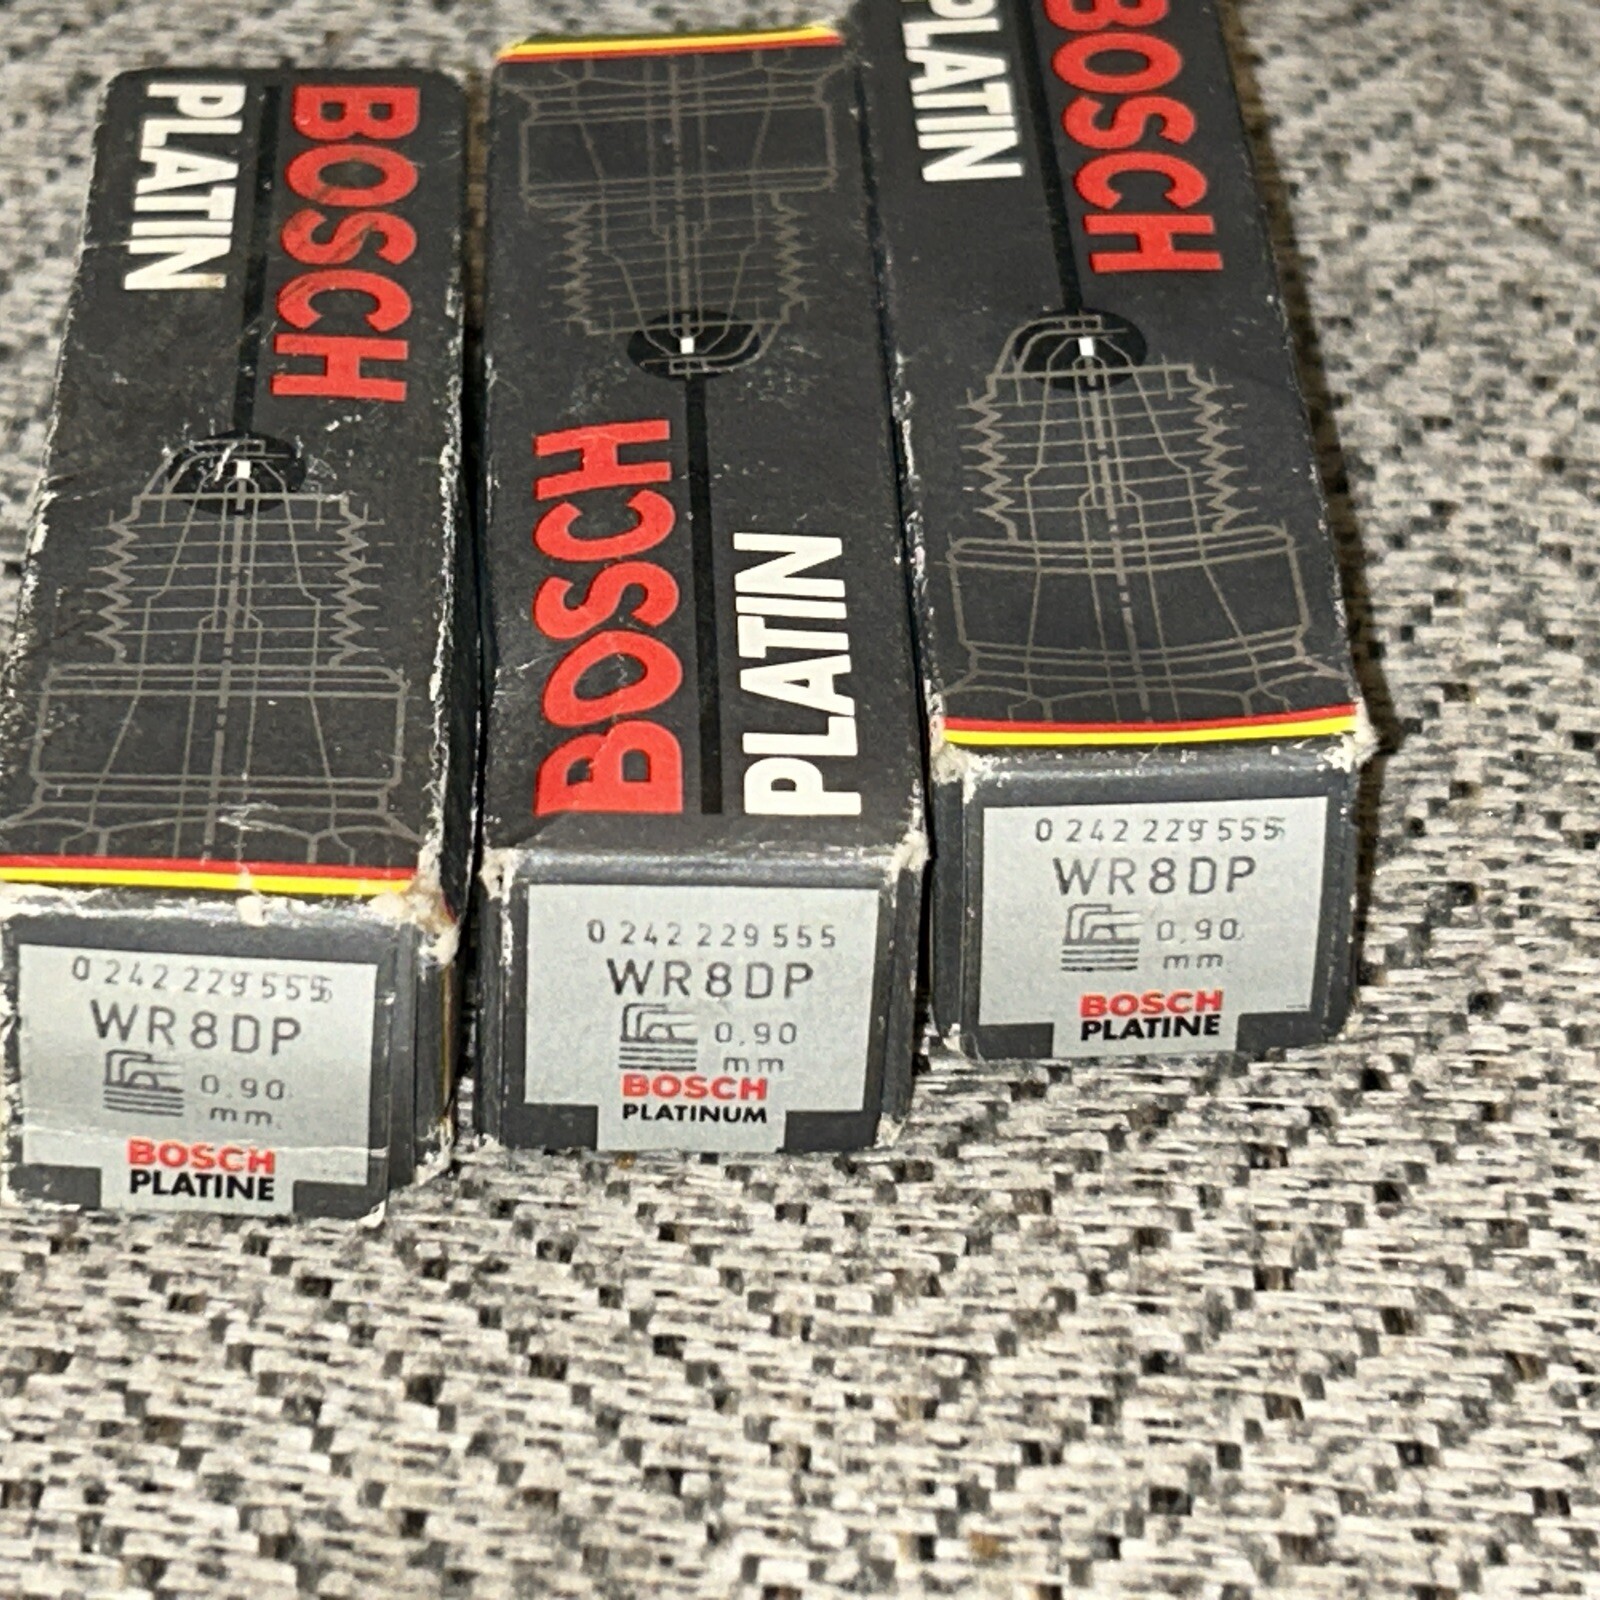 BOSCH
PLATIN
0 242 229 555
WR8DP
0,90
mm
BOSCH
PLATINE
BOSCH
PLATIN
0 242 229 555
WR8DP
0,90
mm
BOSCH
PLATINUM
BOSCH
PLATIN
0 242 229 555
WR8DP
0,90
mm
BOSCH
PLATINE